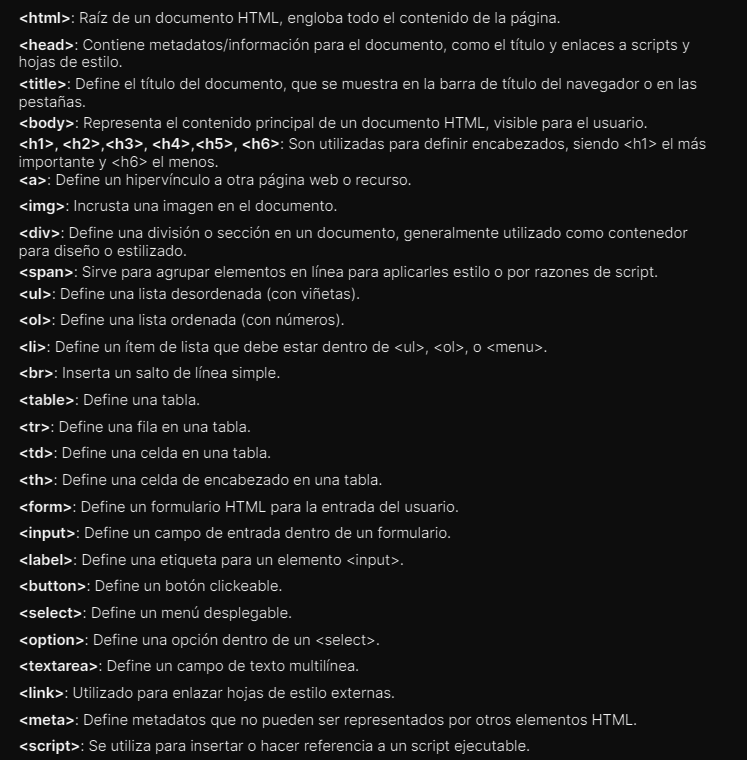 <html>: Raíz de un documento HTML, engloba todo el contenido de la página.
<head>: Contiene metadatos/información para el documento, como el título y enlaces a scripts y
hojas de estilo.
<title>: Define el título del documento, que se muestra en la barra de título del navegador o en las
pestañas.
<body>: Representa el contenido principal de un documento HTML, visible para el usuario.
<h1>, <h2>,<h3>, <h4>,<h5>, <h6>: Son utilizadas para definir encabezados, siendo <h1> el más
importante y <h6> el menos.
<a>: Define un hipervínculo a otra página web o recurso.
<img>: Incrusta una imagen en el documento.
<div>: Define una división o sección en un documento, generalmente utilizado como contenedor
para diseño o estilizado.
<span>: Sirve para agrupar elementos en línea para aplicarles estilo o por razones de script.
<ul>: Define una lista desordenada (con viñetas).
<ol>: Define una lista ordenada (con números).
<li>: Define un ítem de lista que debe estar dentro de <ul>, <ol>, o <menu>.
<br>: Inserta un salto de línea simple.
<table>: Define una tabla.
<tr>: Define una fila en una tabla.
<td>: Define una celda en una tabla.
<th>: Define una celda de encabezado en una tabla.
<form>: Define un formulario HTML para la entrada del usuario.
<input>: Define un campo de entrada dentro de un formulario.
<label>: Define una etiqueta para un elemento <input>.
<button>: Define un botón clickeable.
<select>: Define un menú desplegable.
<option>: Define una opción dentro de un <select>.
<textarea>: Define un campo de texto multilínea.
<link>: Utilizado para enlazar hojas de estilo externas.
<meta>: Define metadatos que no pueden ser representados por otros elementos HTML.
<script>: Se utiliza para insertar o hacer referencia a un script ejecutable.